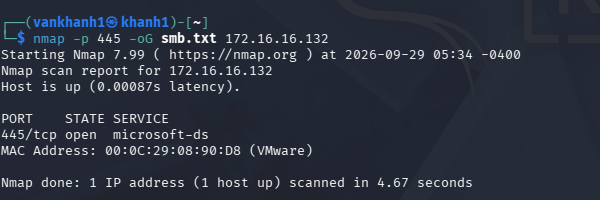 ┌──(vankhanh1㉿khanh1)-[~]
└─$ nmap -p 445 -oG smb.txt 172.16.16.132
Starting Nmap 7.99 ( https://nmap.org ) at 2026-09-29 05:34 -0400
Nmap scan report for 172.16.16.132
Host is up (0.00087s latency).

PORT    STATE SERVICE
445/tcp open  microsoft-ds
MAC Address: 00:0C:29:08:90:D8 (VMware)

Nmap done: 1 IP address (1 host up) scanned in 4.67 seconds